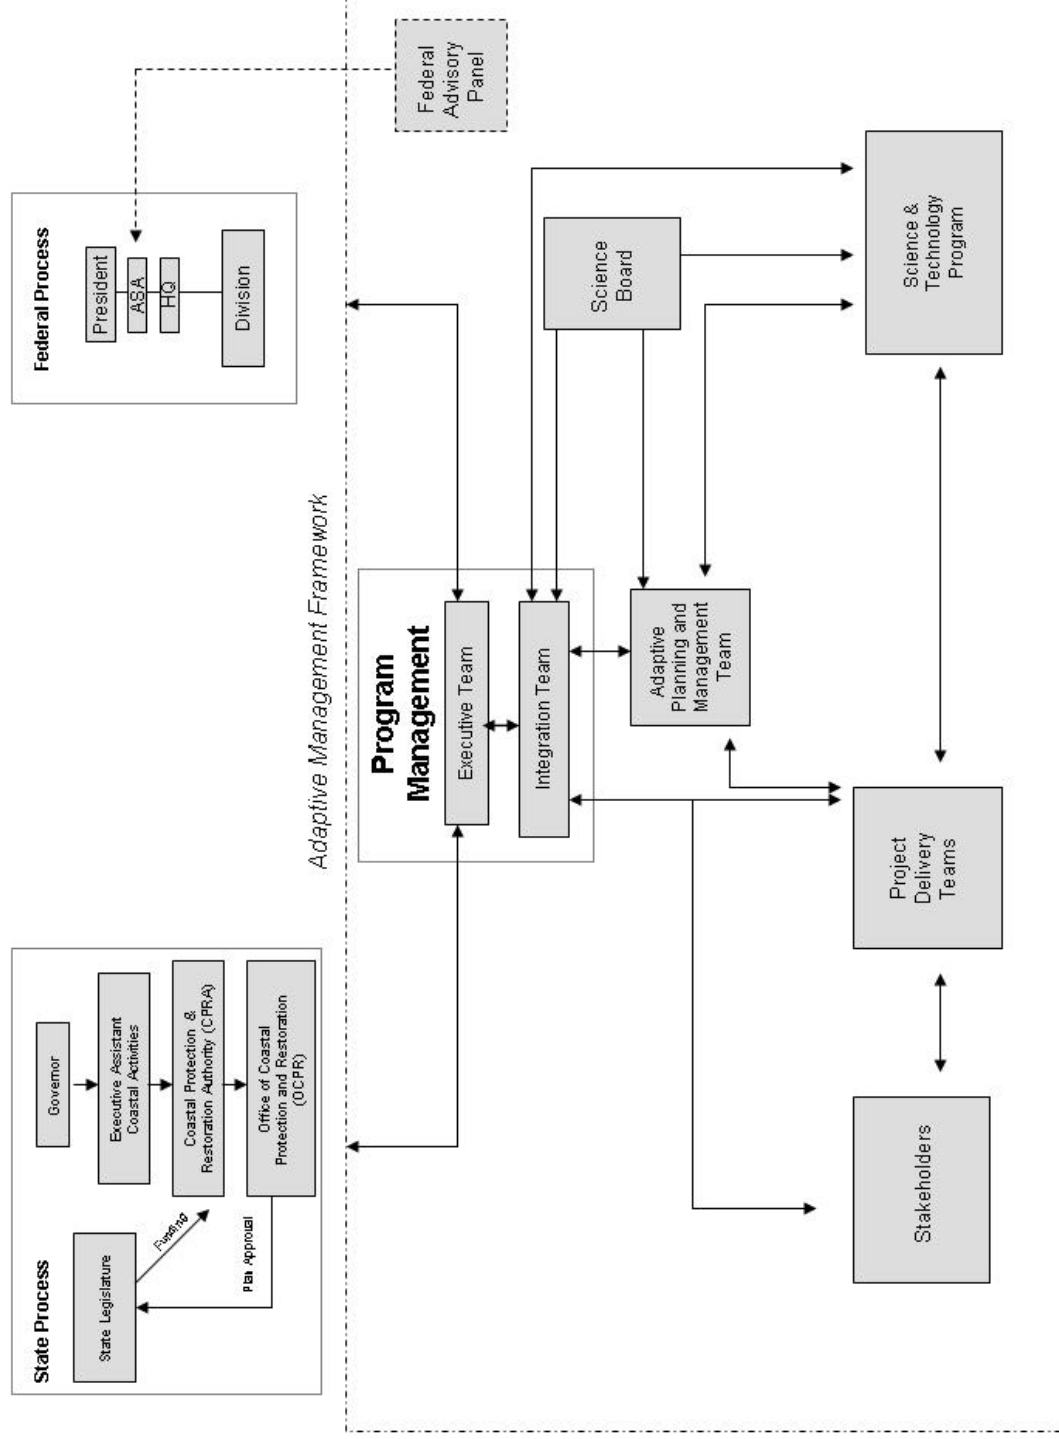 State Process
Governor
Executive Assistant
Coastal Activities
State Legislature
Funding
Coastal Protection &
Restoration Authority (CPRA)
Plan Approval
Office of Coastal
Protection and Restoration
(OCPR)
Federal Process
President
ASA
HQ
Division
Adaptive Management Framework
Federal
Advisory
Panel
Program
Management
Executive Team
Integration Team
Science
Board
Adaptive
Planning and
Management
Team
Stakeholders
Project
Delivery
Teams
Science &
Technology
Program